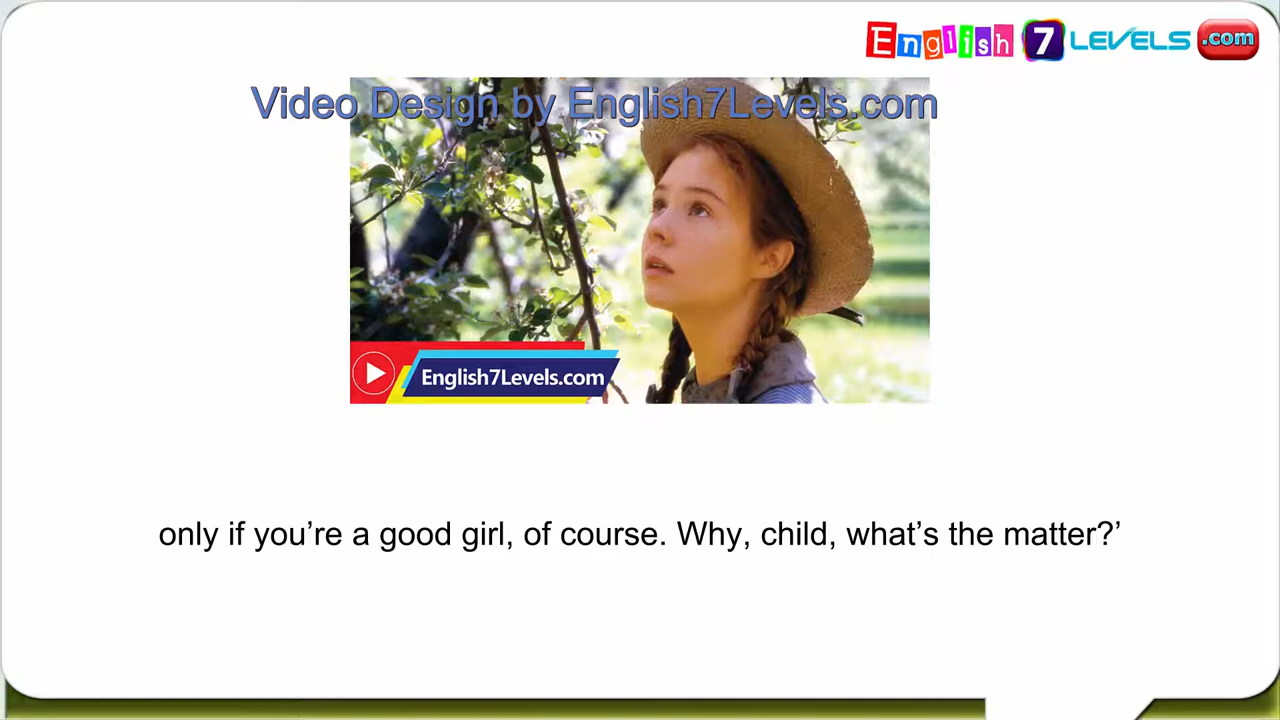 English 7 LEVELS .com
Video Design by English7Levels.com
English7Levels.com
only if you’re a good girl, of course. Why, child, what’s the matter?’